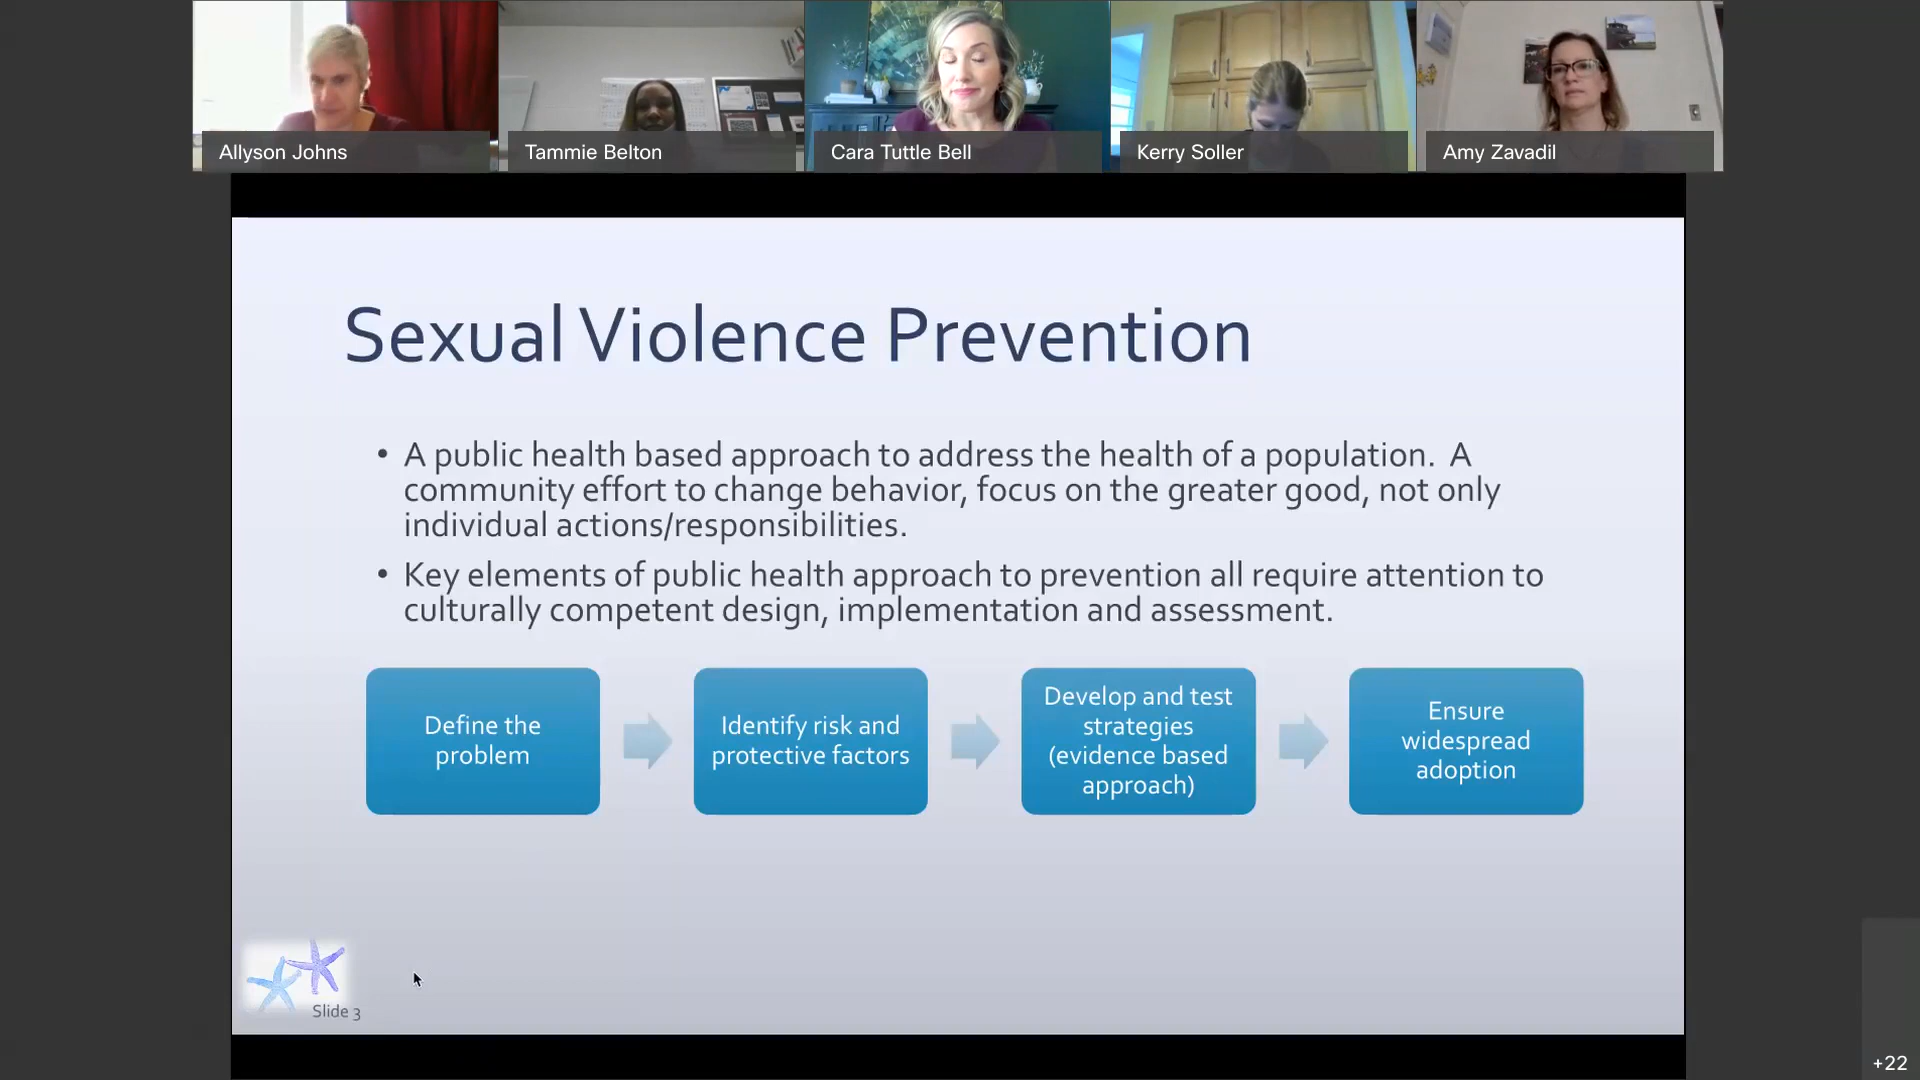 Allyson Johns
Tammie Belton
Cara Tuttle Bell
Kerry Soller
Amy Zavadil
Sexual Violence Prevention
• A public health based approach to address the health of a population.  A
community effort to change behavior, focus on the greater good, not only
individual actions/responsibilities.
• Key elements of public health approach to prevention all require attention to
culturally competent design, implementation and assessment.
Define the
problem
Identify risk and
protective factors
Develop and test
strategies
(evidence based
approach)
Ensure
widespread
adoption
Slide 3
+22